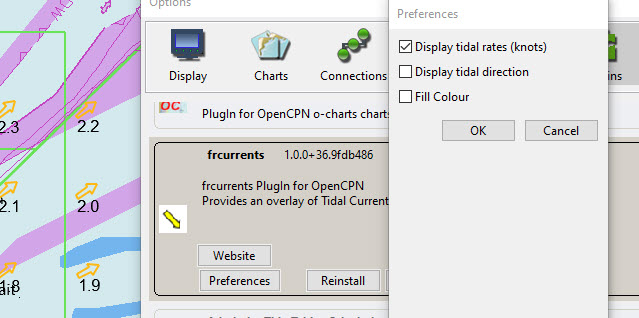 Options
Preferences
Display
Charts
Connections
ins
Display tidal rates (knots)
Display tidal direction
Fill Colour
OK
Cancel
OC
PlugIn for OpenCPN o-charts charts
frcurrents
1.0.0+36.9fdb486
frcurrents PlugIn for OpenCPN
Provides an overlay of Tidal Current
Website
Preferences
Reinstall
2.3
2.2
2.1
2.0
1.8
1.9
ait